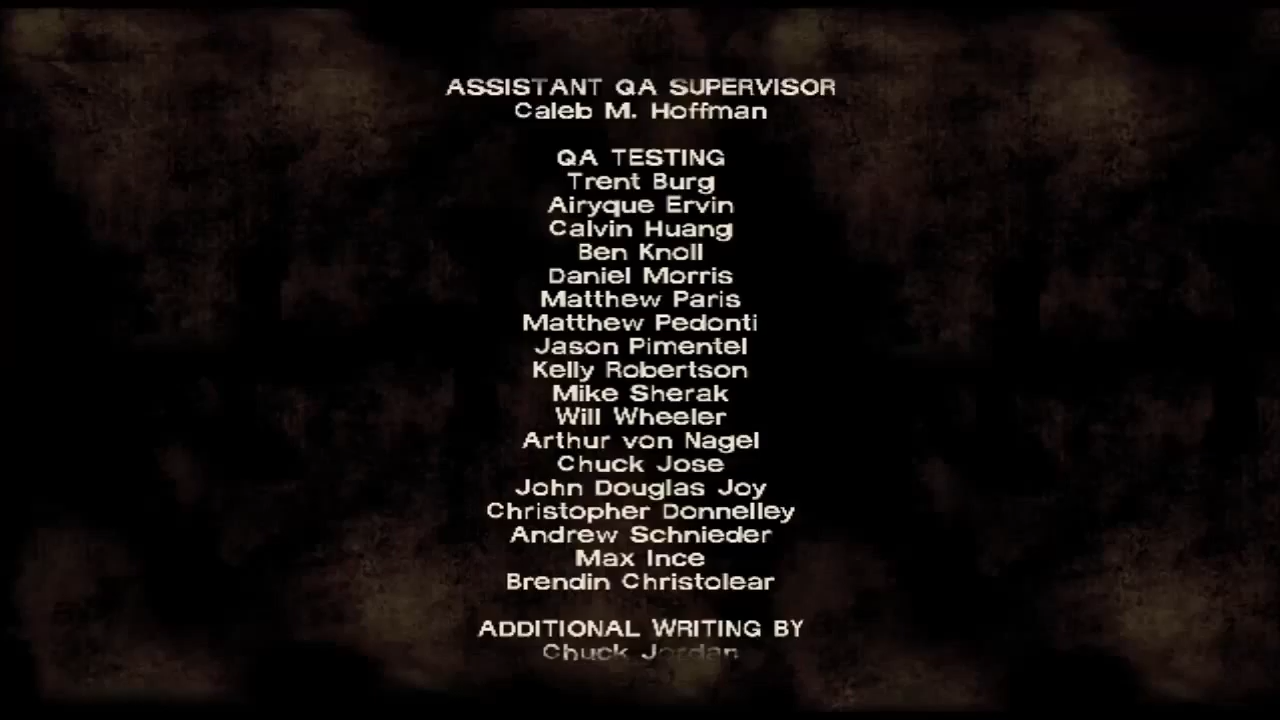 ASSISTANT QA SUPERVISOR
Caleb M. Hoffman
QA TESTING
Trent Burg
Airyque Ervin
Calvin Huang
Ben Knoll
Daniel Morris
Matthew Paris
Matthew Pedonti
Jason Pimentel
Kelly Robertson
Mike Sherak
Will Wheeler
Arthur von Nagel
Chuck Jose
John Douglas Joy
Christopher Donnelley
Andrew Schnieder
Max Ince
Brendin Christolear
ADDITIONAL WRITING BY
Chuck Jordan